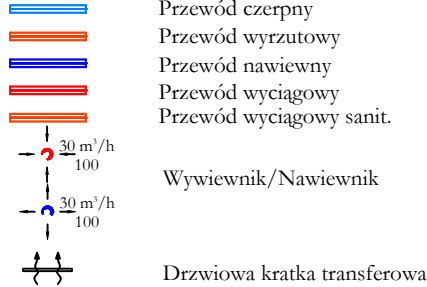 Przewód czerpny
Przewód wyrzutowy
Przewód nawiewny
Przewód wyciągowy
Przewód wyciągowy sanit.
30 m³/h
100
Wywiewnik/Nawiewnik
30 m³/h
100
Drzwiowa kratka transferowa